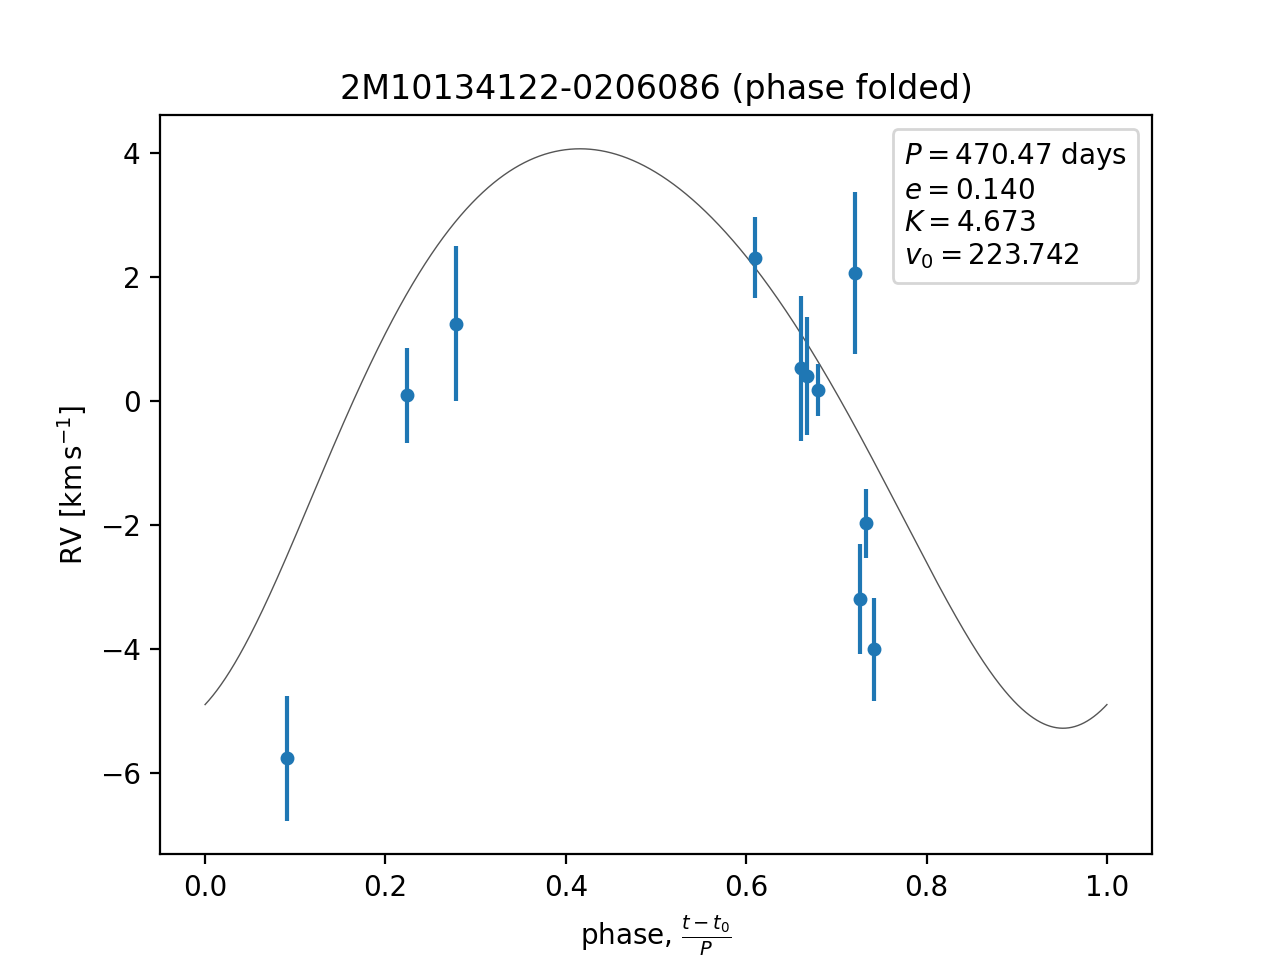 2M10134122-0206086 (phase folded)
P = 470.47 days
e = 0.140
K = 4.673
v₀ = 223.742
4
2
0
−2
−4
−6
RV [km s⁻¹]
0.0 0.2 0.4 0.6 0.8 1.0
phase, (t − t₀)/P